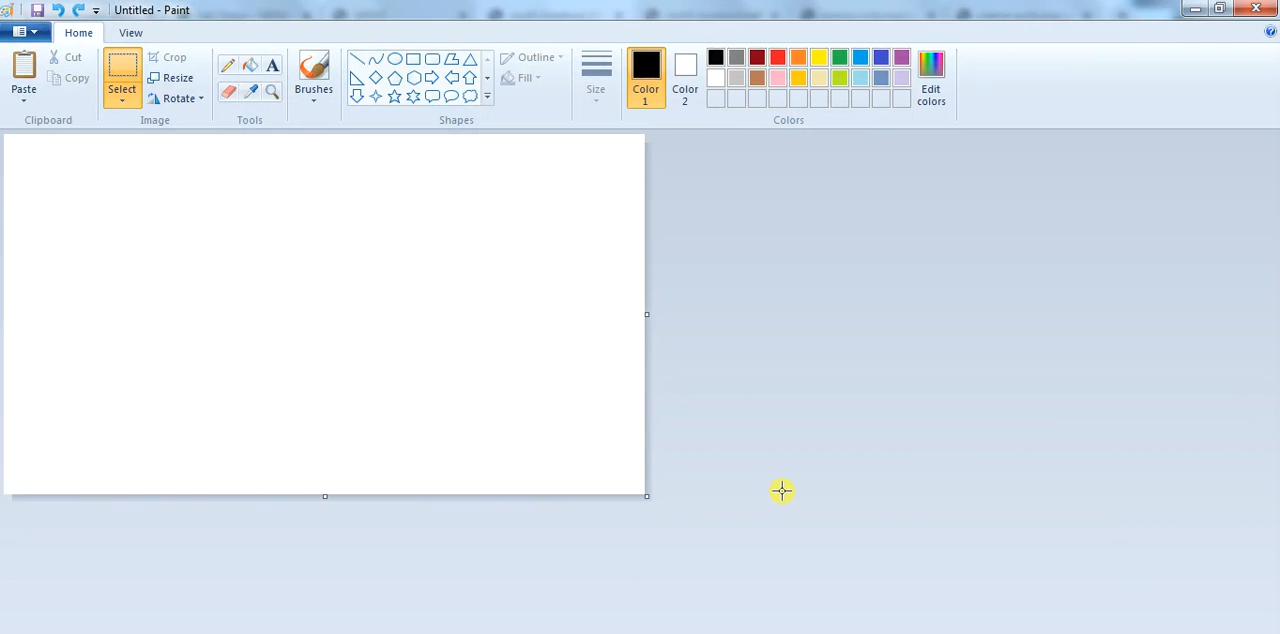 Untitled - Paint
Home View
Paste Cut Copy Clipboard
Select Crop Resize Rotate Image
A
Tools
Brushes
Outline Fill Shapes
Size
Color 1
Color 2
Edit colors
Colors